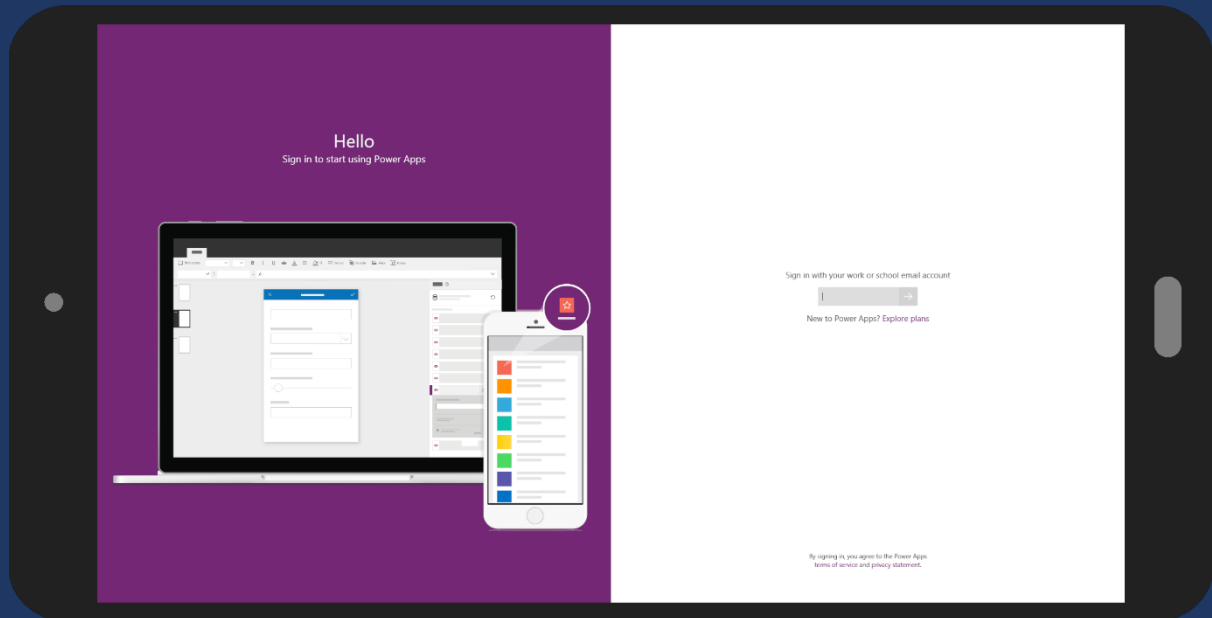 Hello
Sign in to start using Power Apps
Sign in with your work or school email account
New to Power Apps? Explore plans
By signing in, you agree to the Power Apps
terms of service and privacy statement.